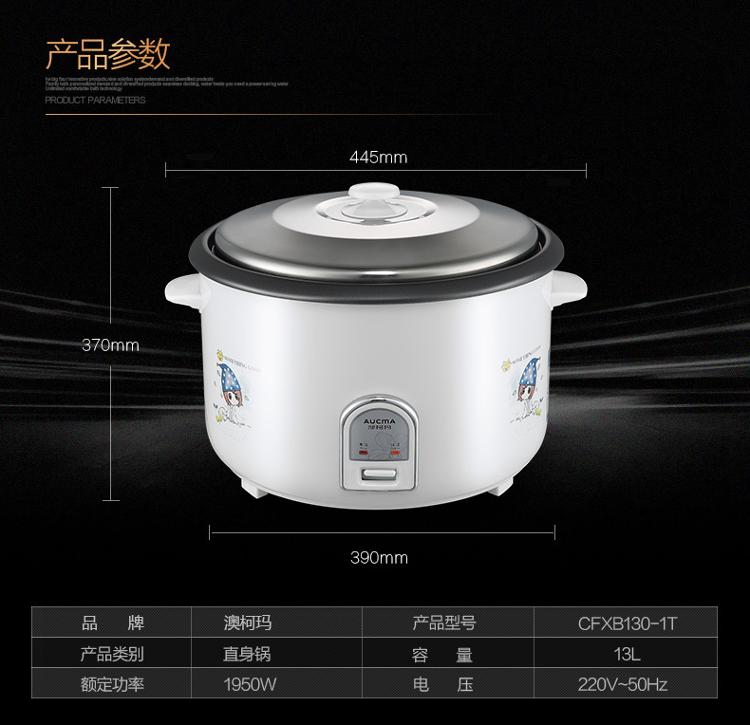 产品参数
PRODUCT PARAMETERS
445mm
370mm
AUCMA
澳柯玛
390mm
品 牌 澳柯玛 产品型号 CFXB130-1T
产品类别 直身锅 容 量 13L
额定功率 1950W 电 压 220V~50Hz